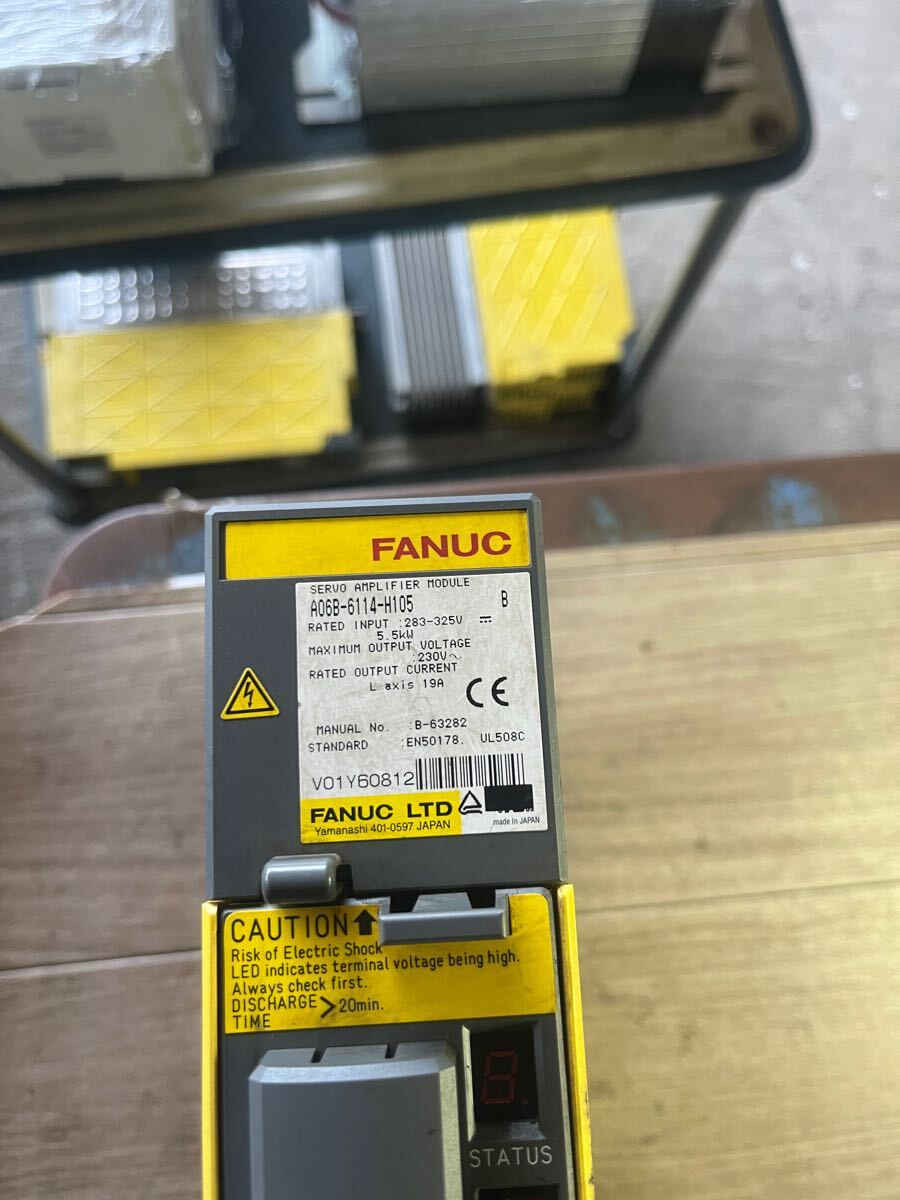 FANUC
SERVO AMPLIFIER MODULE
A06B-6114-H105 B
RATED INPUT :283-325V ⎓
5.5kW
MAXIMUM OUTPUT VOLTAGE
:230V~
RATED OUTPUT CURRENT
L axis 19A
CE
MANUAL No. :B-63282
STANDARD :EN50178. UL508C
V01Y60812
FANUC LTD
Yamanashi 401-0597 JAPAN
made in JAPAN
CAUTION
Risk of Electric Shock
LED indicates terminal voltage being high.
Always check first.
DISCHARGE > 20min.
TIME
8.
STATUS